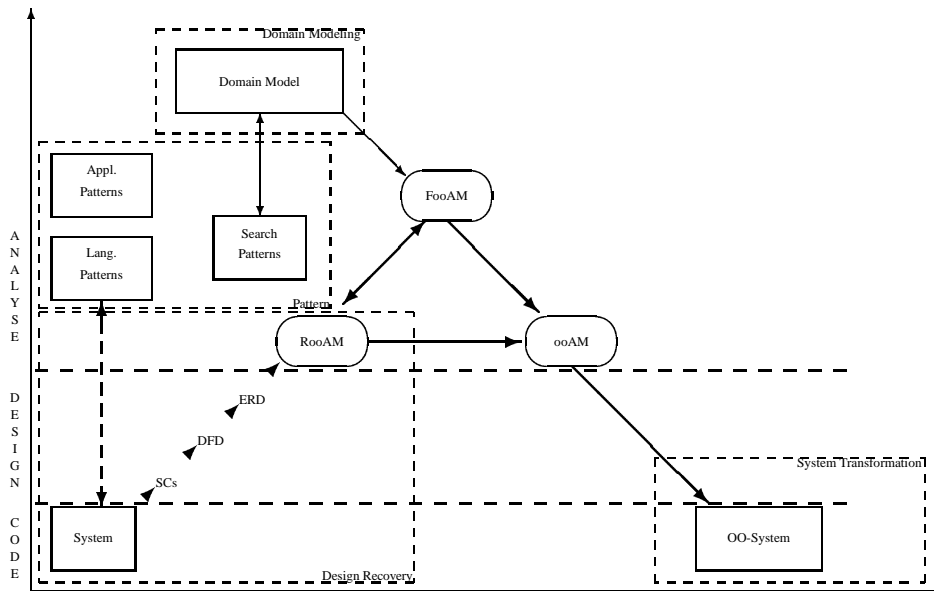 Domain Modeling
Domain Model
Appl.
Patterns
FooAM
Search
Patterns
Lang.
Patterns
Pattern
A
N
A
L
Y
S
E
RooAM
ooAM
D
E
S
I
G
N
ERD
DFD
SCs
System Transformation
C
O
D
E
System
OO-System
Design Recovery